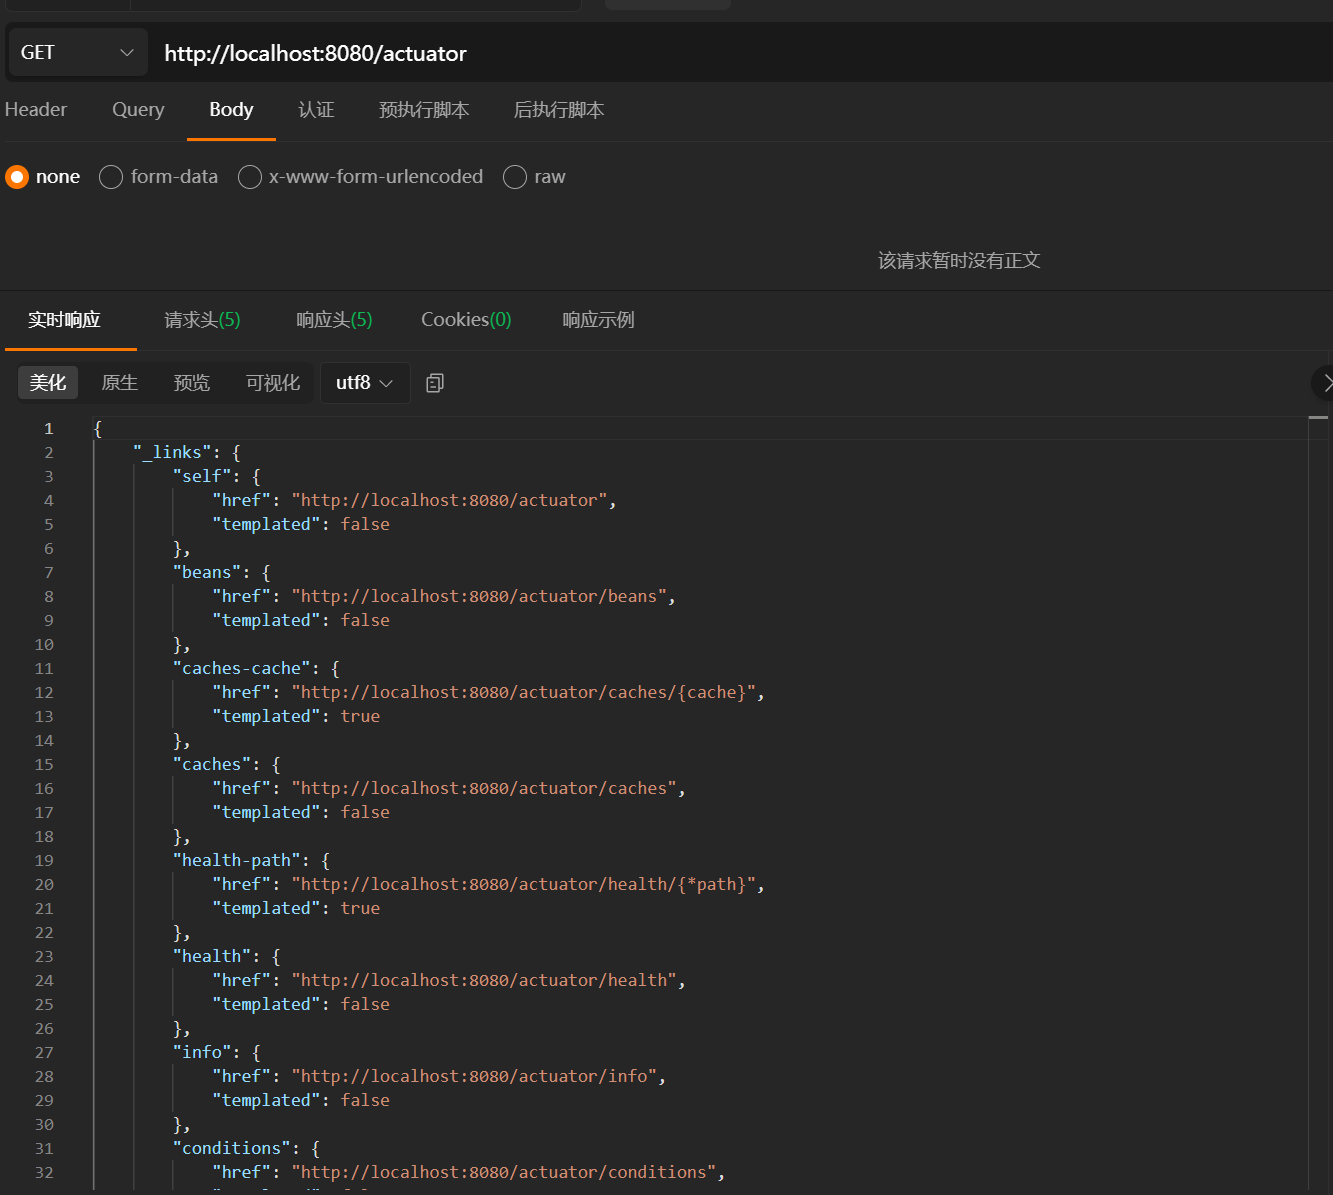 GET http://localhost:8080/actuator
Header Query Body 认证 预执行脚本 后执行脚本
none form-data x-www-form-urlencoded raw
该请求暂时没有正文
实时响应 请求头(5) 响应头(5) Cookies(0) 响应示例
美化 原生 预览 可视化 utf8
1 {
2 "_links": {
3 "self": {
4 "href": "http://localhost:8080/actuator",
5 "templated": false
6 },
7 "beans": {
8 "href": "http://localhost:8080/actuator/beans",
9 "templated": false
10 },
11 "caches-cache": {
12 "href": "http://localhost:8080/actuator/caches/{cache}",
13 "templated": true
14 },
15 "caches": {
16 "href": "http://localhost:8080/actuator/caches",
17 "templated": false
18 },
19 "health-path": {
20 "href": "http://localhost:8080/actuator/health/{*path}",
21 "templated": true
22 },
23 "health": {
24 "href": "http://localhost:8080/actuator/health",
25 "templated": false
26 },
27 "info": {
28 "href": "http://localhost:8080/actuator/info",
29 "templated": false
30 },
31 "conditions": {
32 "href": "http://localhost:8080/actuator/conditions",